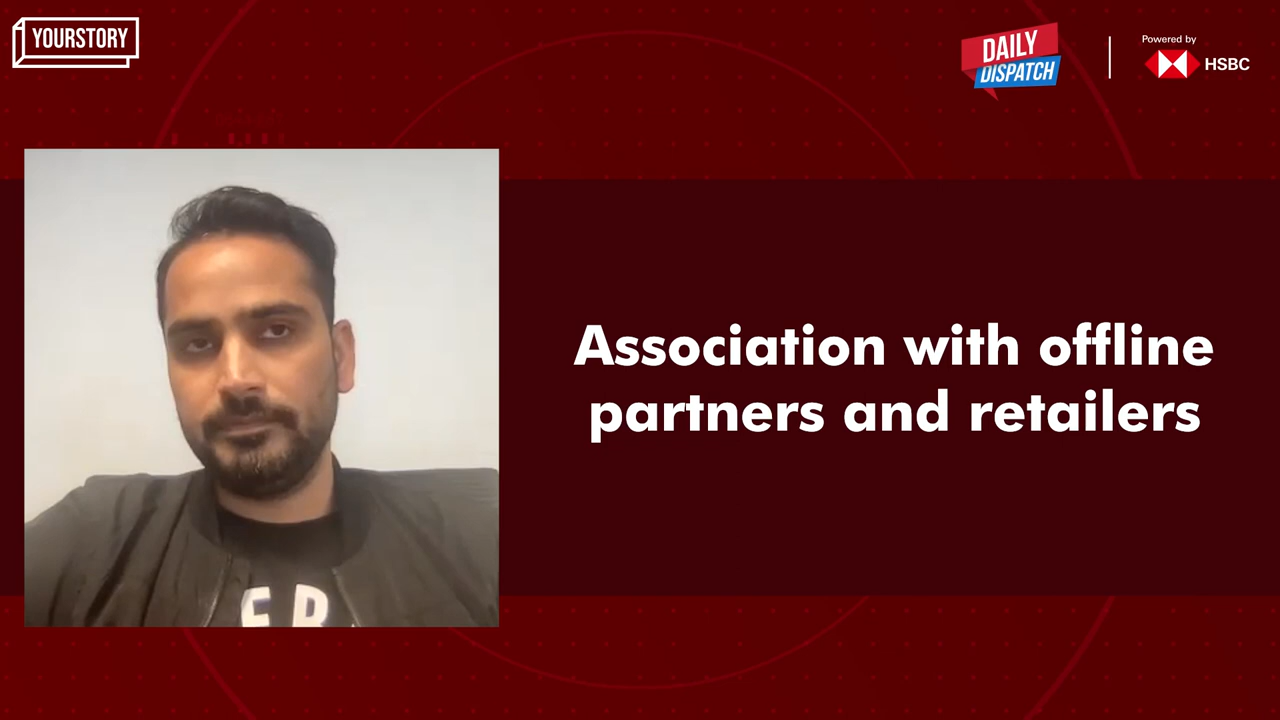 YOURSTORY
DAILY
DISPATCH
Powered by
HSBC
Association with offline
partners and retailers